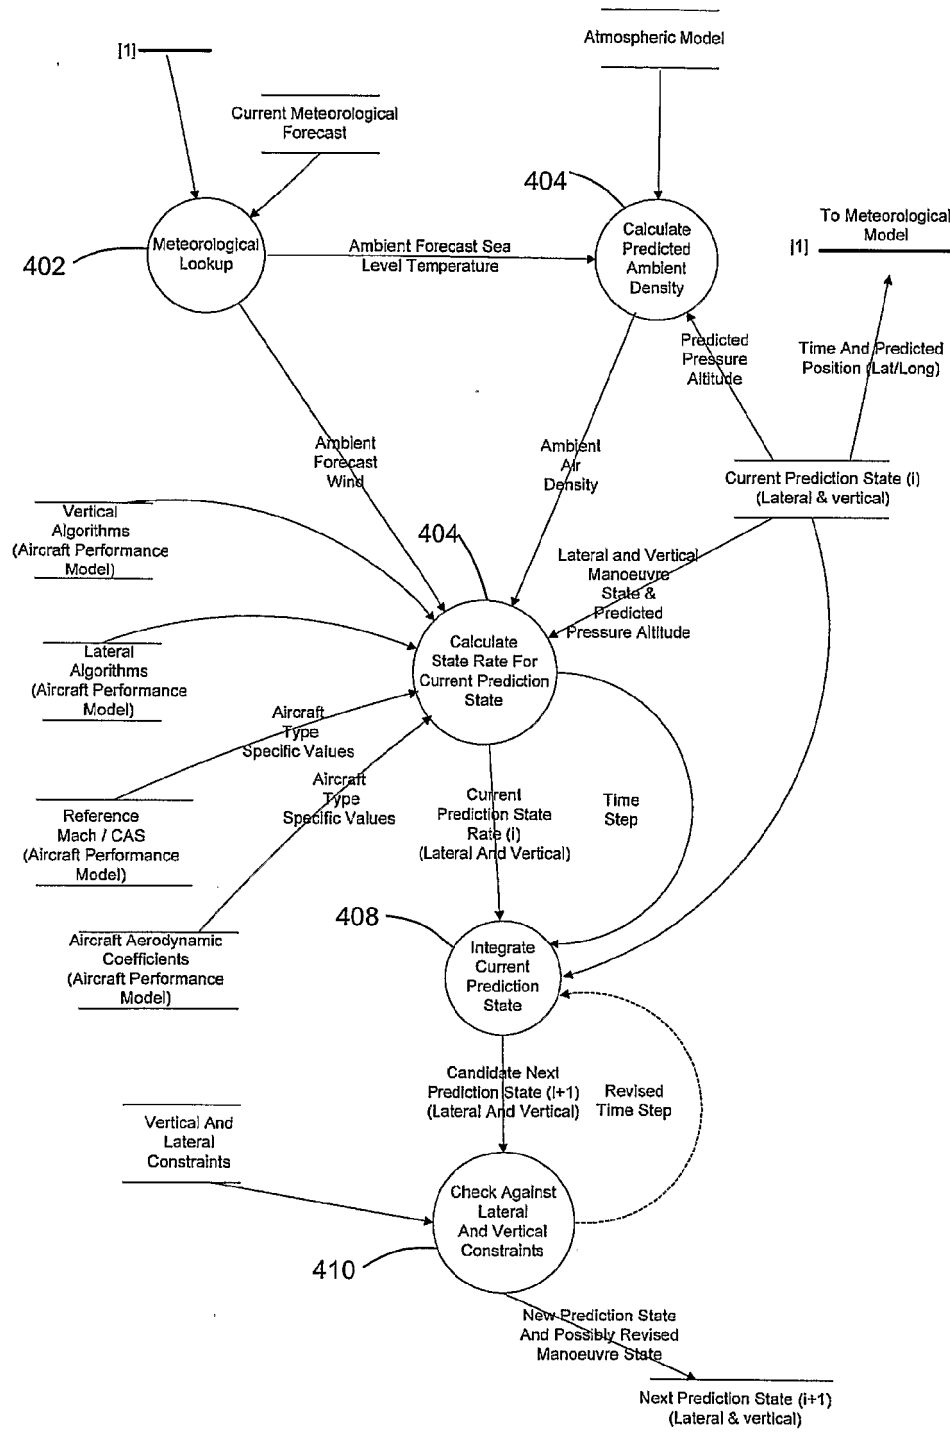 [1]
Atmospheric Model
Current Meteorological
Forecast
404
402
Meteorological
Lookup
Ambient Forecast Sea
Level Temperature
Calculate
Predicted
Ambient
Density
To Meteorological
Model
[1]
Predicted
Pressure
Altitude
Time And Predicted
Position (Lat/Long)
Ambient
Forecast
Wind
Ambient
Air
Density
Current Prediction State (i)
(Lateral & vertical)
Vertical
Algorithms
(Aircraft Performance
Model)
404
Lateral and Vertical
Manoeuvre
State &
Predicted
Pressure Altitude
Lateral
Algorithms
(Aircraft Performance
Model)
Calculate
State Rate For
Current Prediction
State
Aircraft
Type
Specific Values
Aircraft
Type
Specific Values
Reference
Mach / CAS
(Aircraft Performance
Model)
Current
Prediction State
Rate (i)
(Lateral And Vertical)
Time
Step
408
Aircraft Aerodynamic
Coefficients
(Aircraft Performance
Model)
Integrate
Current
Prediction
State
Candidate Next
Prediction State (i+1)
(Lateral And Vertical)
Revised
Time Step
Vertical And
Lateral
Constraints
Check Against
Lateral
And Vertical
Constraints
410
New Prediction State
And Possibly Revised
Manoeuvre State
Next Prediction State (i+1)
(Lateral & vertical)